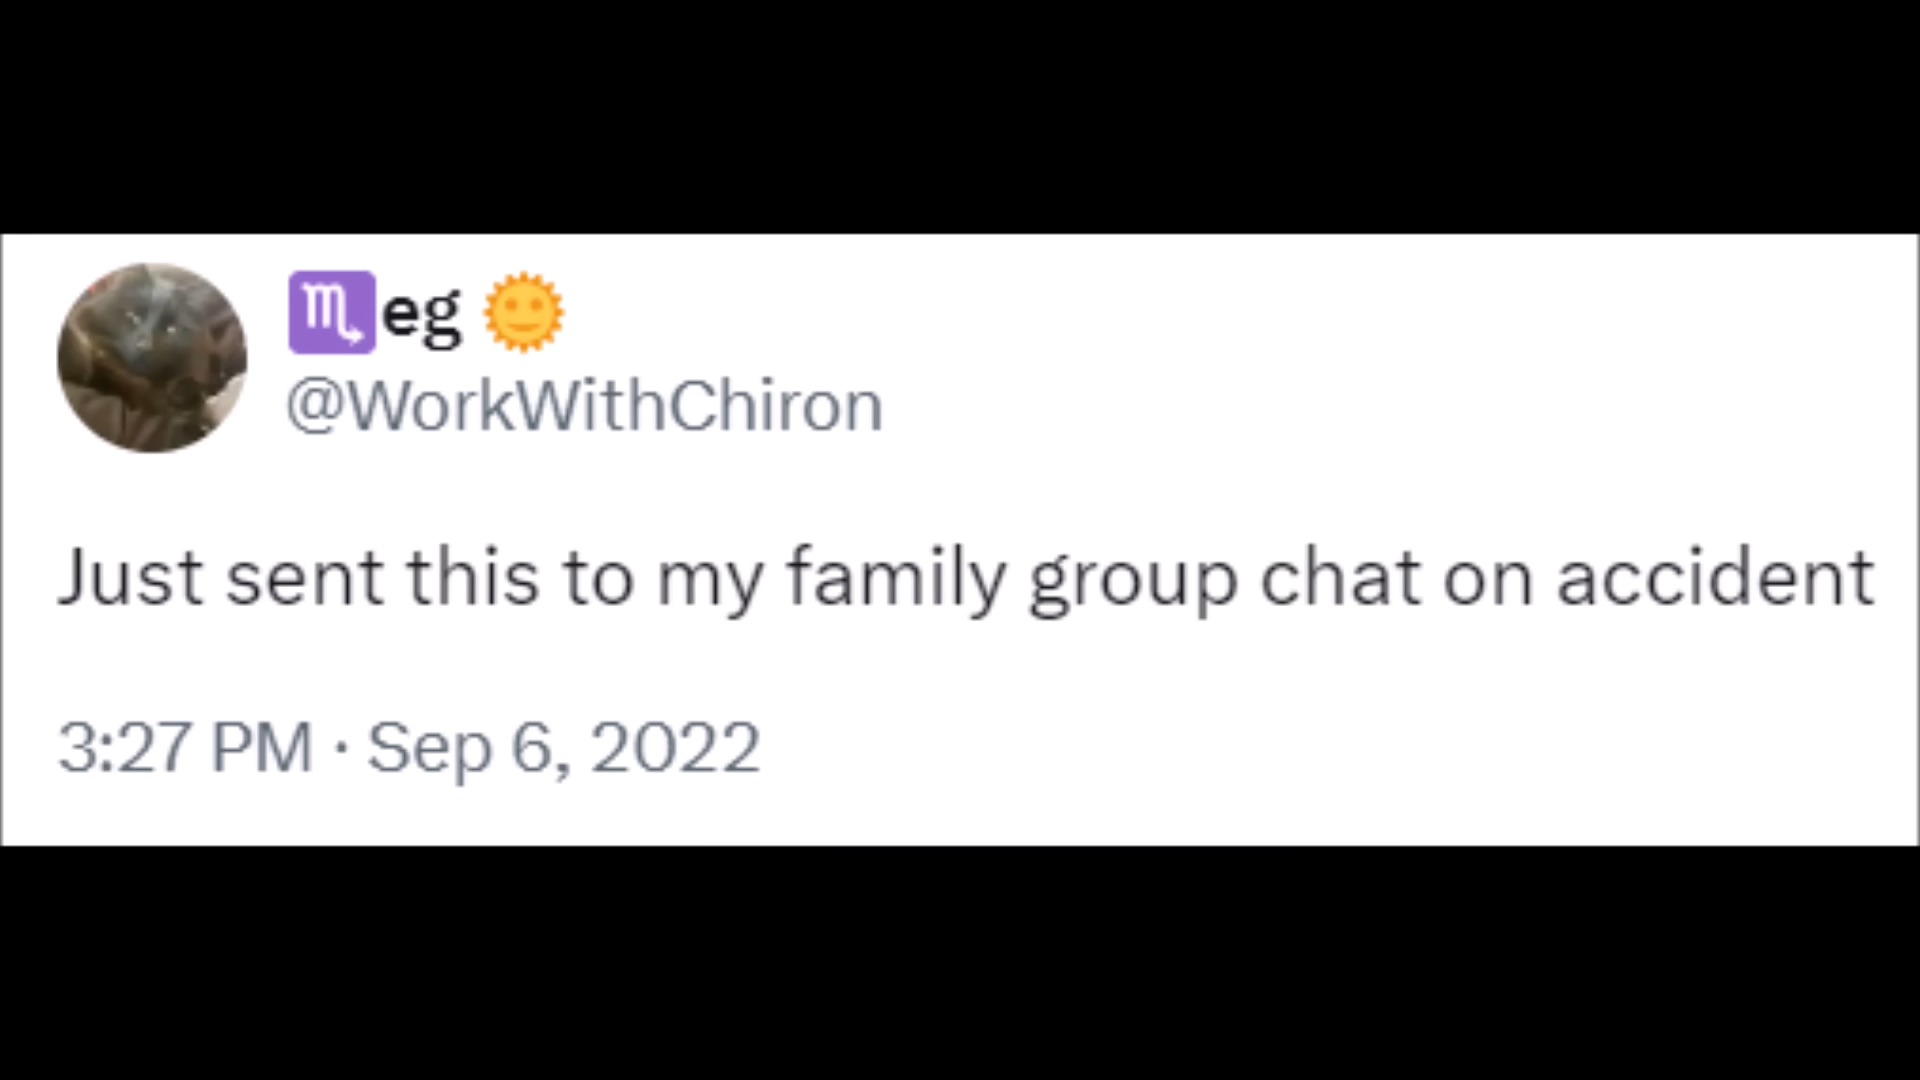 ♏eg 🌞
@WorkWithChiron
Just sent this to my family group chat on accident
3:27 PM · Sep 6, 2022